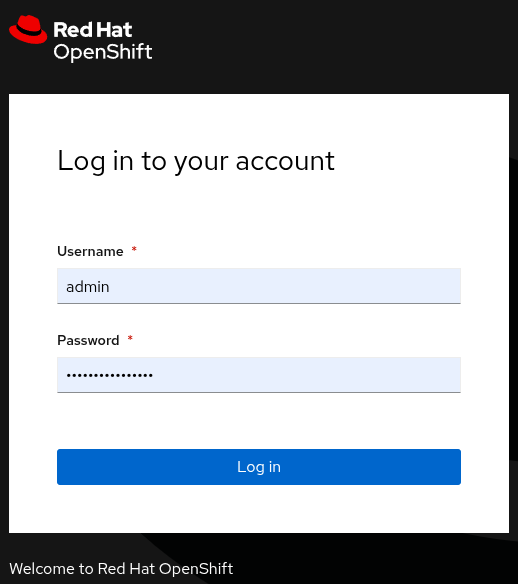 Red Hat
OpenShift
Log in to your account
Username *
admin
Password *
••••••••••••••••
Log in
Welcome to Red Hat OpenShift